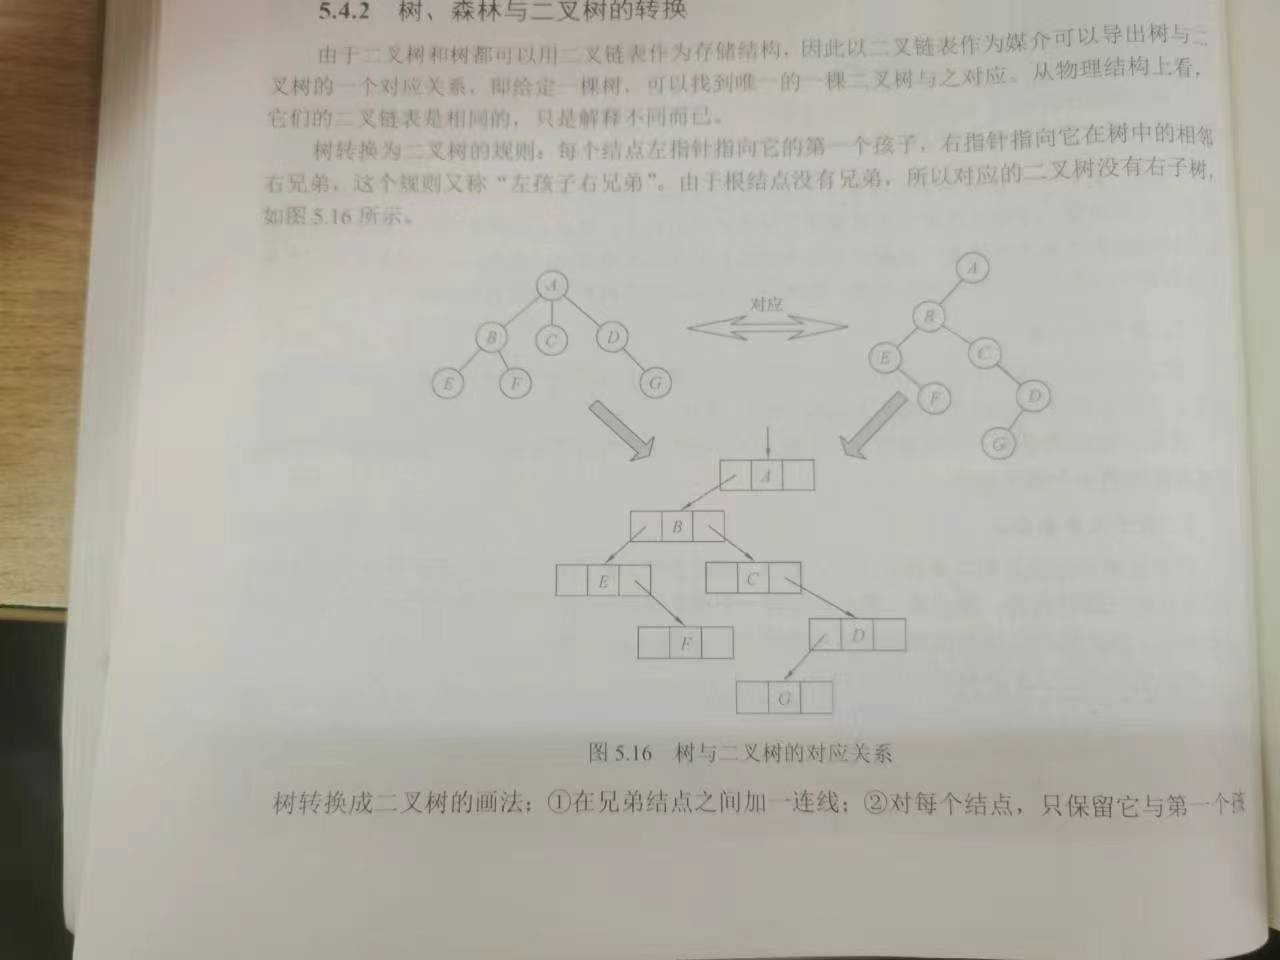 5.4.2 树、森林与二叉树的转换
由于二叉树和树都可以用二叉链表作为存储结构，因此以二叉链表作为媒介可以导出树与二
叉树的一个对应关系，即给定一棵树，可以找到唯一的一棵二叉树与之对应。从物理结构上看，
它们的二叉链表是相同的，只是解释不同而已。
树转换为二叉树的规则：每个结点左指针指向它的第一个孩子，右指针指向它在树中的相邻
右兄弟，这个规则又称“左孩子右兄弟”。由于根结点没有兄弟，所以对应的二叉树没有右子树，
如图 5.16 所示。
A
B C D
E F G
对应
A
B
E C
F D
G
A
B
E C
F D
G
图 5.16 树与二叉树的对应关系
树转换成二叉树的画法：①在兄弟结点之间加一连线；②对每个结点，只保留它与第一个孩